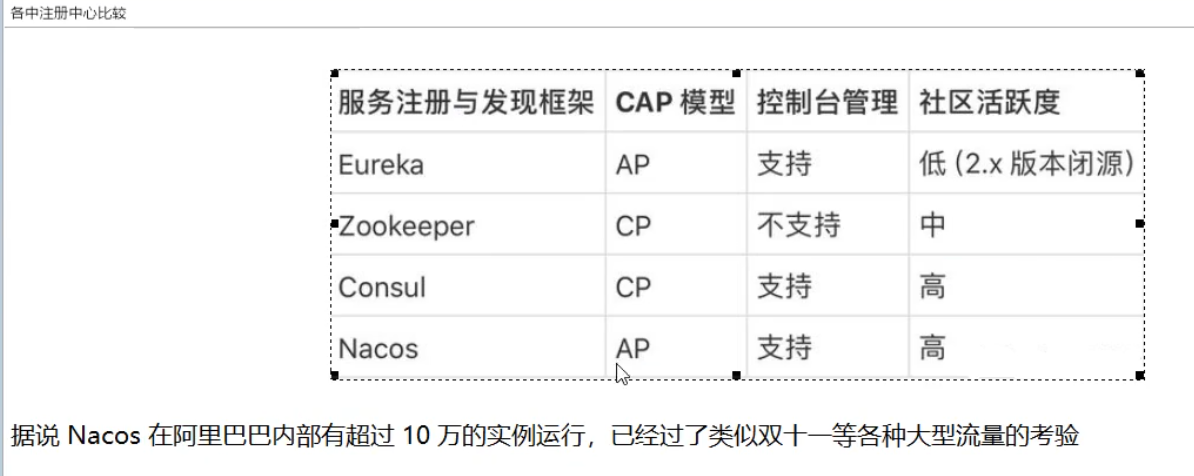 各中注册中心比较
服务注册与发现框架 CAP 模型 控制台管理 社区活跃度
Eureka AP 支持 低 (2.x 版本闭源)
Zookeeper CP 不支持 中
Consul CP 支持 高
Nacos AP 支持 高
据说 Nacos 在阿里巴巴内部有超过 10 万的实例运行，已经过了类似双十一等各种大型流量的考验